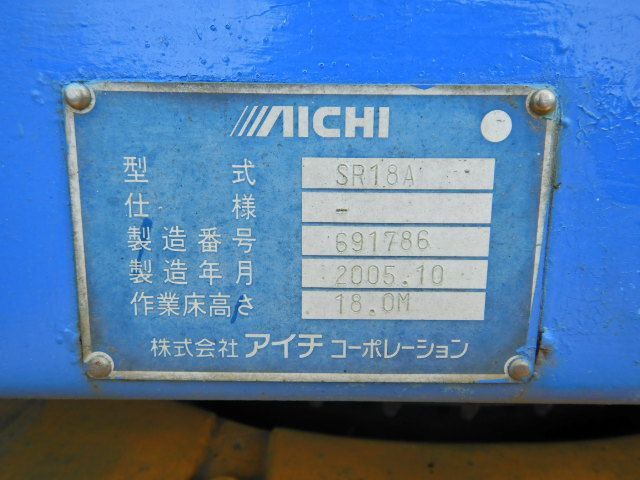 AICHI
型式 SR18A
仕様 -
製造番号 691786
製造年月 2005.10
作業床高さ 18.0M
株式会社 アイチ コーポレーション